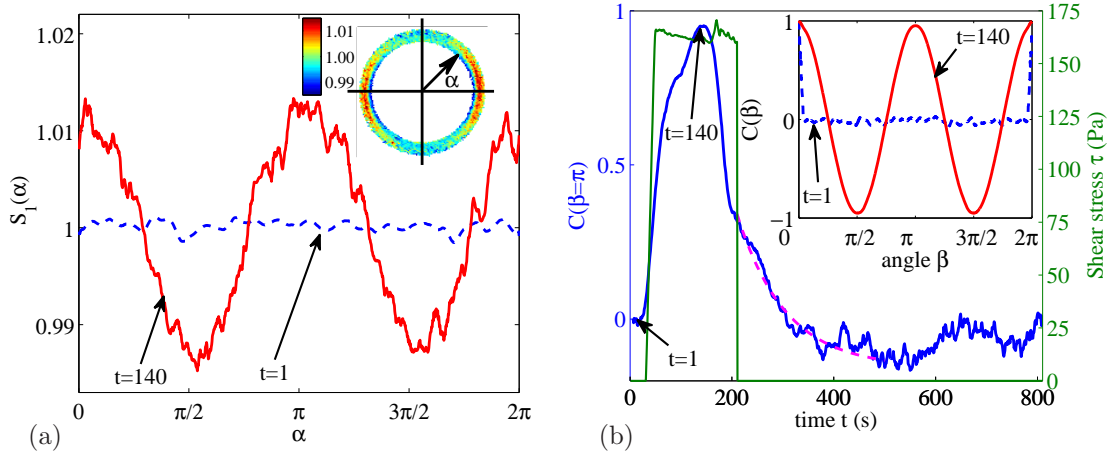 1.02
1.01
1
0.99
S₁(α)
1.01
1.00
0.99
α
t=140
t=1
0
π/2
π
3π/2
2π
α
(a)
1
0.5
0
C(β=π)
175
150
125
100
75
50
25
0
Shear stress τ (Pa)
t=140
t=1
1
0
−1
C(β)
t=140
t=1
0
π/2
π
3π/2
2π
angle β
0
200
400
600
800
time t (s)
(b)